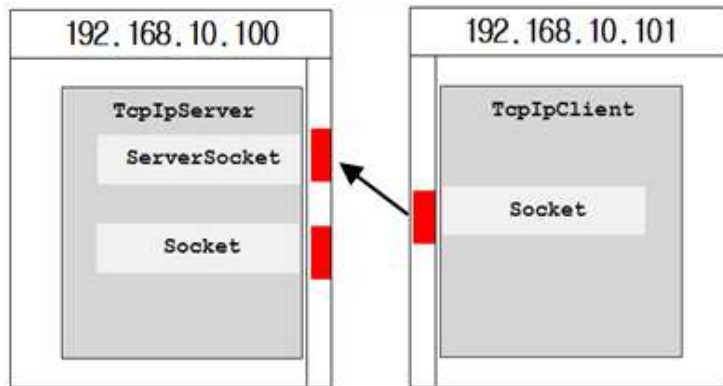 192.168.10.100
TcpIpServer
ServerSocket
Socket
192.168.10.101
TcpIpClient
Socket